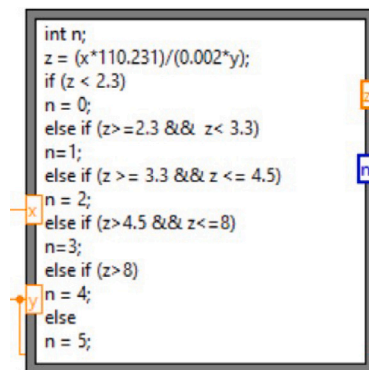 int n;
z = (x*110.231)/(0.002*y);
if (z < 2.3)
n = 0;
else if (z>=2.3 && z< 3.3)
n=1;
else if (z >= 3.3 && z <= 4.5)
n = 2;
else if (z>4.5 && z<=8)
n=3;
else if (z>8)
n = 4;
else
n = 5;
x
y
z
n